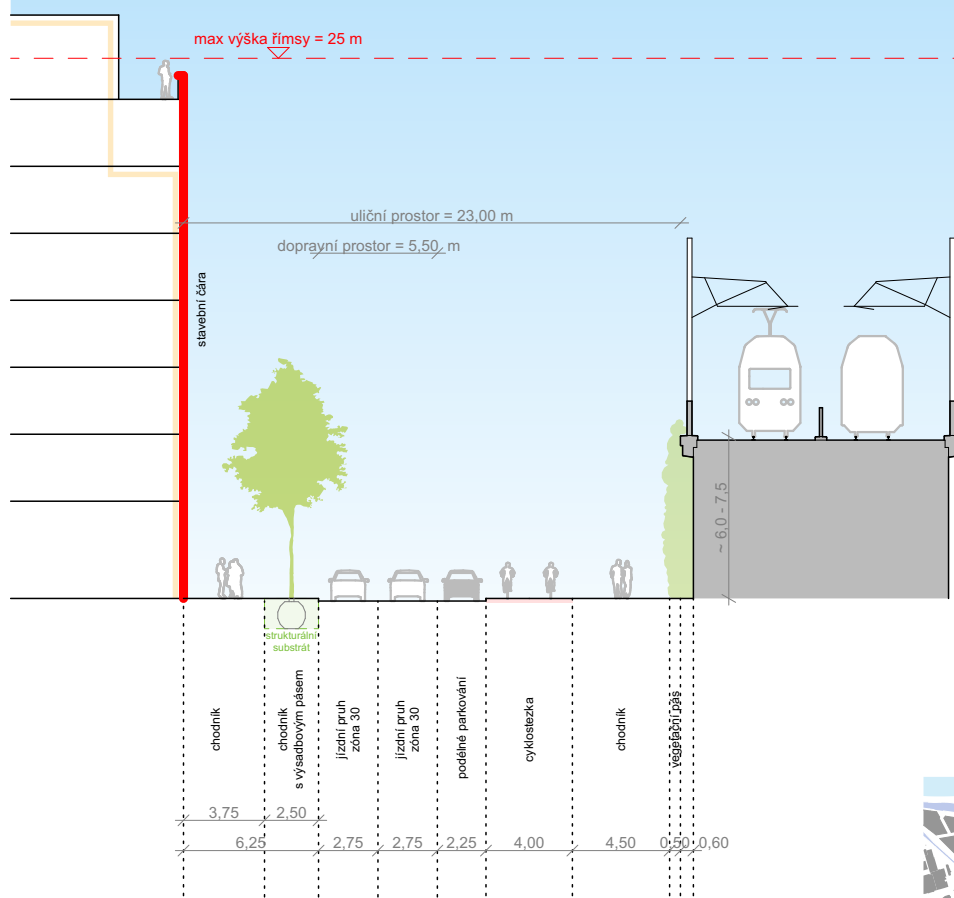 max výška římsy = 25 m
uliční prostor = 23,00 m
dopravní prostor = 5,50 m
stavební čára
~ 6,0 - 7,5
strukturální
substrát
chodník
chodník
s výsadbovým pásem
jízdní pruh
zóna 30
jízdní pruh
zóna 30
podélné parkování
cyklostezka
chodník
vegetační pás
3,75
2,50
6,25
2,75
2,75
2,25
4,00
4,50
0,50
0,60